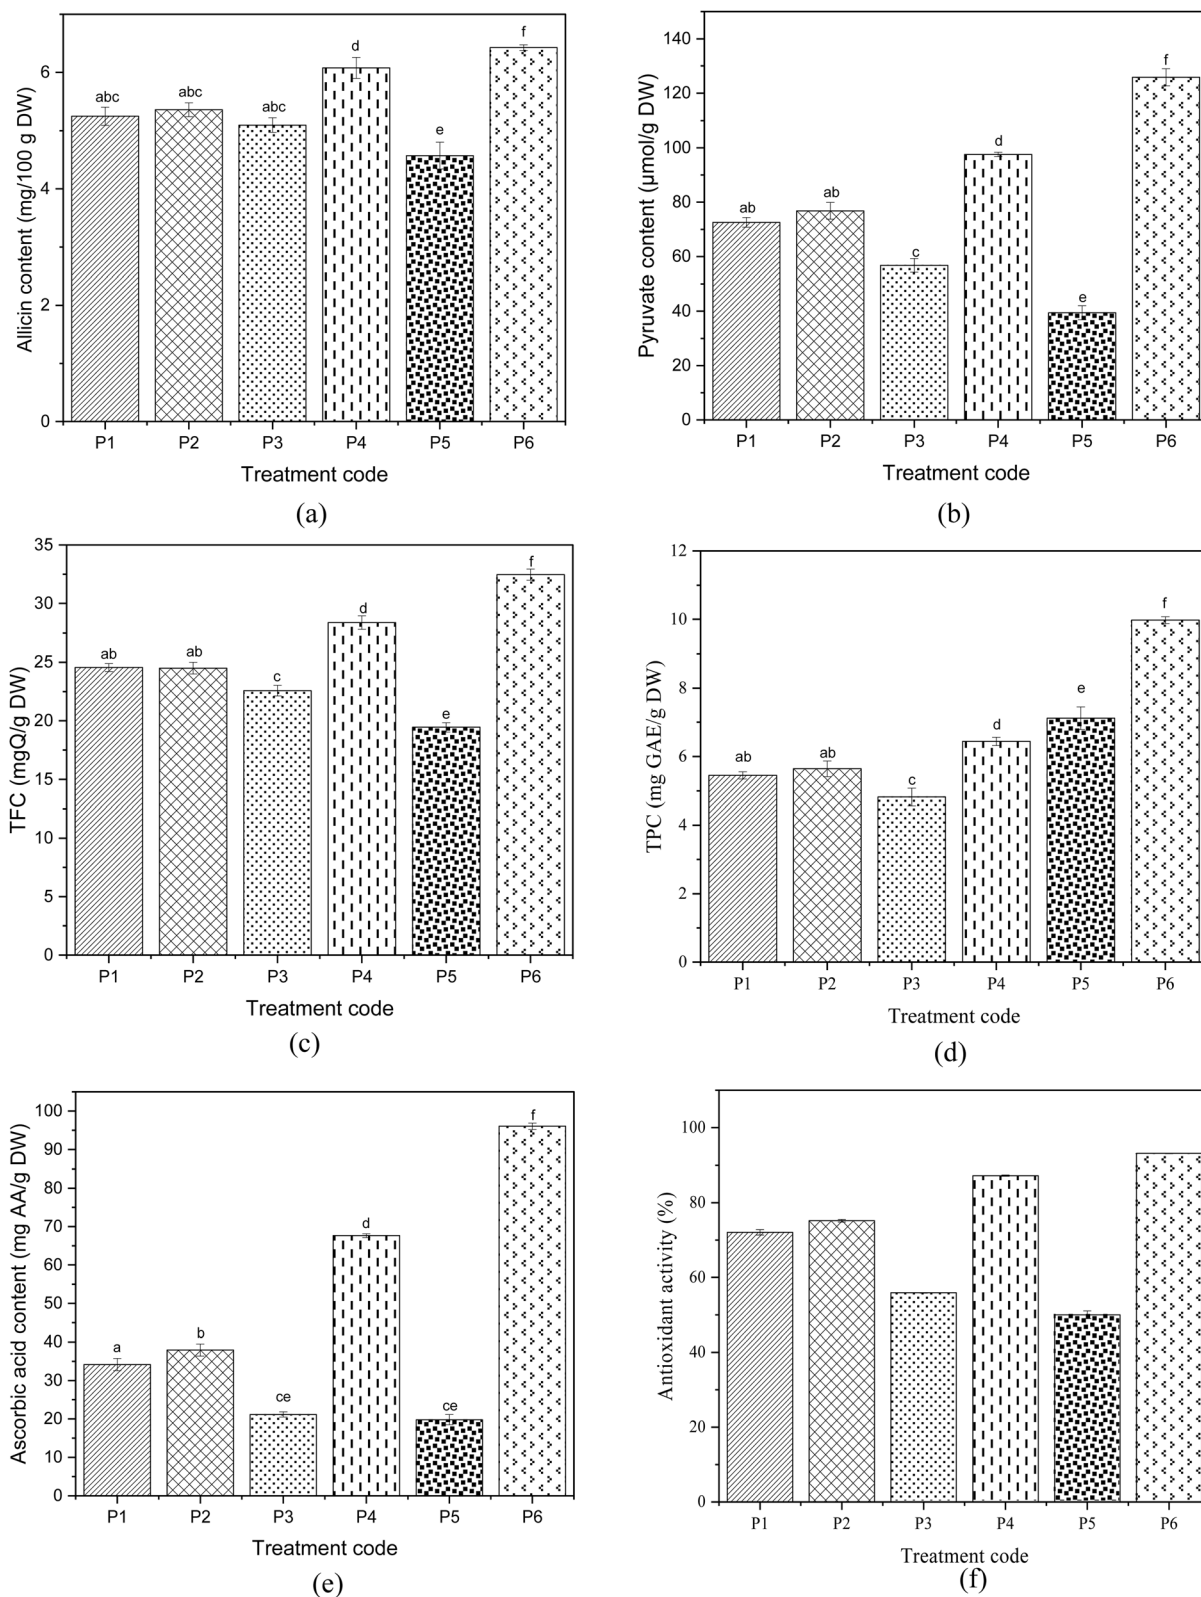 Allicin content (mg/100 g DW)
6
4
2
0
abc
abc
abc
d
e
f
P1 P2 P3 P4 P5 P6
Treatment code
(a)
Pyruvate content (µmol/g DW)
140
120
100
80
60
40
20
0
ab
ab
c
d
e
f
P1 P2 P3 P4 P5 P6
Treatment code
(b)
TFC (mgQ/g DW)
35
30
25
20
15
10
5
0
ab
ab
c
d
e
f
P1 P2 P3 P4 P5 P6
Treatment code
(c)
TPC (mg GAE/g DW)
12
10
8
6
4
2
0
ab
ab
c
d
e
f
P1 P2 P3 P4 P5 P6
Treatment code
(d)
Ascorbic acid content (mg AA/g DW)
100
90
80
70
60
50
40
30
20
10
0
a
b
ce
d
ce
f
P1 P2 P3 P4 P5 P6
Treatment code
(e)
Antioxidant activity (%)
100
80
60
40
20
0
P1 P2 P3 P4 P5 P6
Treatment code
(f)